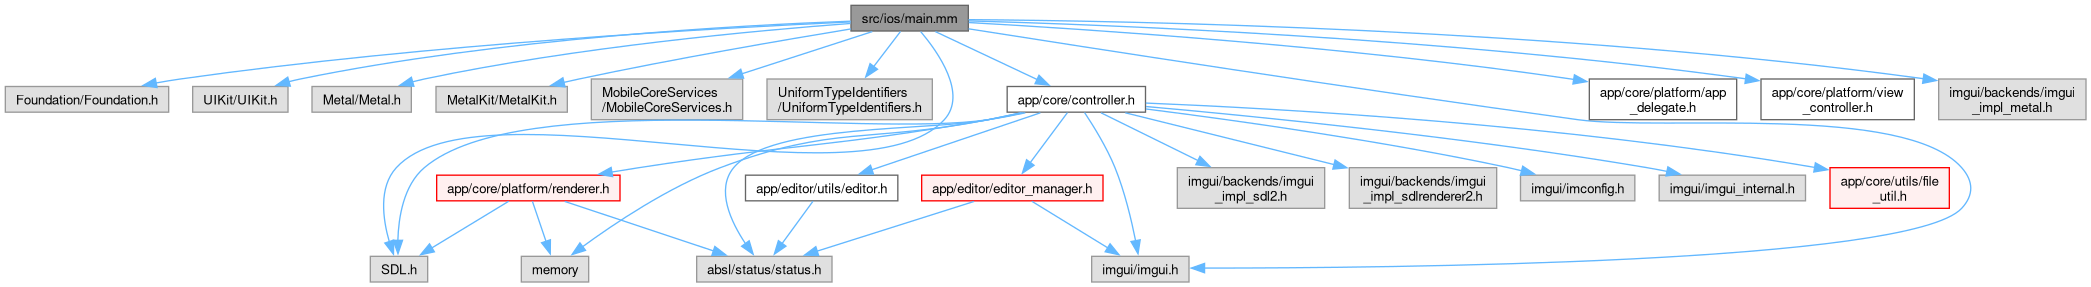 src/ios/main.mm
Foundation/Foundation.h
UIKit/UIKit.h
Metal/Metal.h
MetalKit/MetalKit.h
MobileCoreServices
/MobileCoreServices.h
UniformTypeIdentifiers
/UniformTypeIdentifiers.h
app/core/controller.h
app/core/platform/app
_delegate.h
app/core/platform/view
_controller.h
imgui/backends/imgui
_impl_metal.h
app/core/platform/renderer.h
app/editor/utils/editor.h
app/editor/editor_manager.h
imgui/backends/imgui
_impl_sdl2.h
imgui/backends/imgui
_impl_sdlrenderer2.h
imgui/imconfig.h
imgui/imgui_internal.h
app/core/utils/file
_util.h
SDL.h
memory
absl/status/status.h
imgui/imgui.h